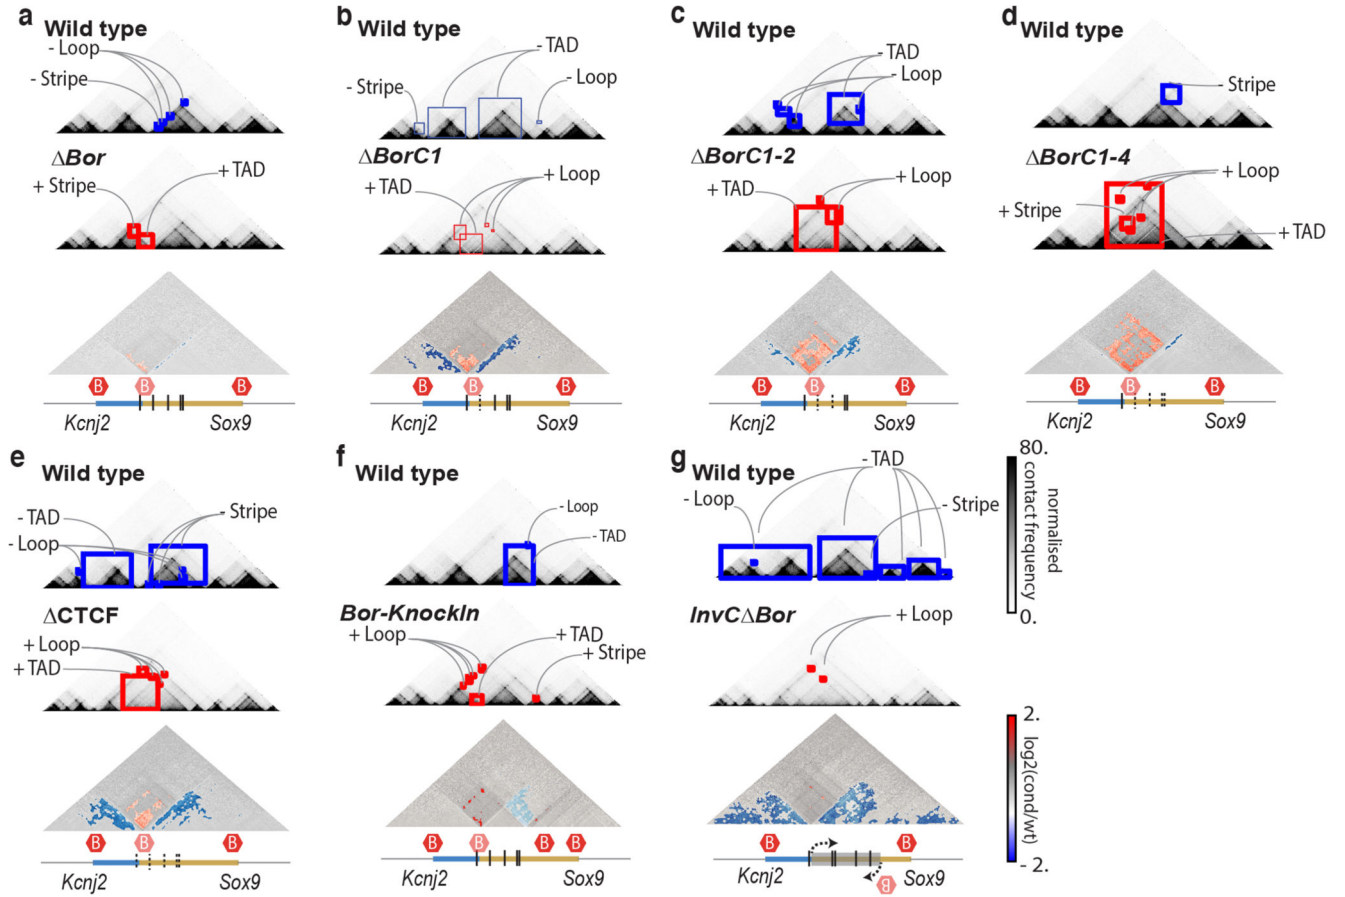 a
Wild type
- Loop
- Stripe
ΔBor
+ Stripe
+ TAD
B
B
B
Kcnj2
Sox9
b
Wild type
- TAD
- Stripe
- Loop
ΔBorC1
+ TAD
+ Loop
B
B
B
Kcnj2
Sox9
c
Wild type
- TAD
- Loop
ΔBorC1-2
+ TAD
+ Loop
B
B
B
Kcnj2
Sox9
d
Wild type
- Stripe
ΔBorC1-4
+ Loop
+ Stripe
+ TAD
B
B
B
Kcnj2
Sox9
e
Wild type
- TAD
- Stripe
- Loop
ΔCTCF
+ Loop
+ TAD
B
B
B
Kcnj2
Sox9
f
Wild type
- Loop
- TAD
Bor-KnockIn
+ Loop
+ TAD
+ Stripe
B
B
B
B
Kcnj2
Sox9
g
Wild type
- TAD
- Loop
- Stripe
InvCΔBor
+ Loop
B
B
B
Kcnj2
Sox9
80.
normalised
contact frequency
0.
2.
log2(cond/wt)
- 2.